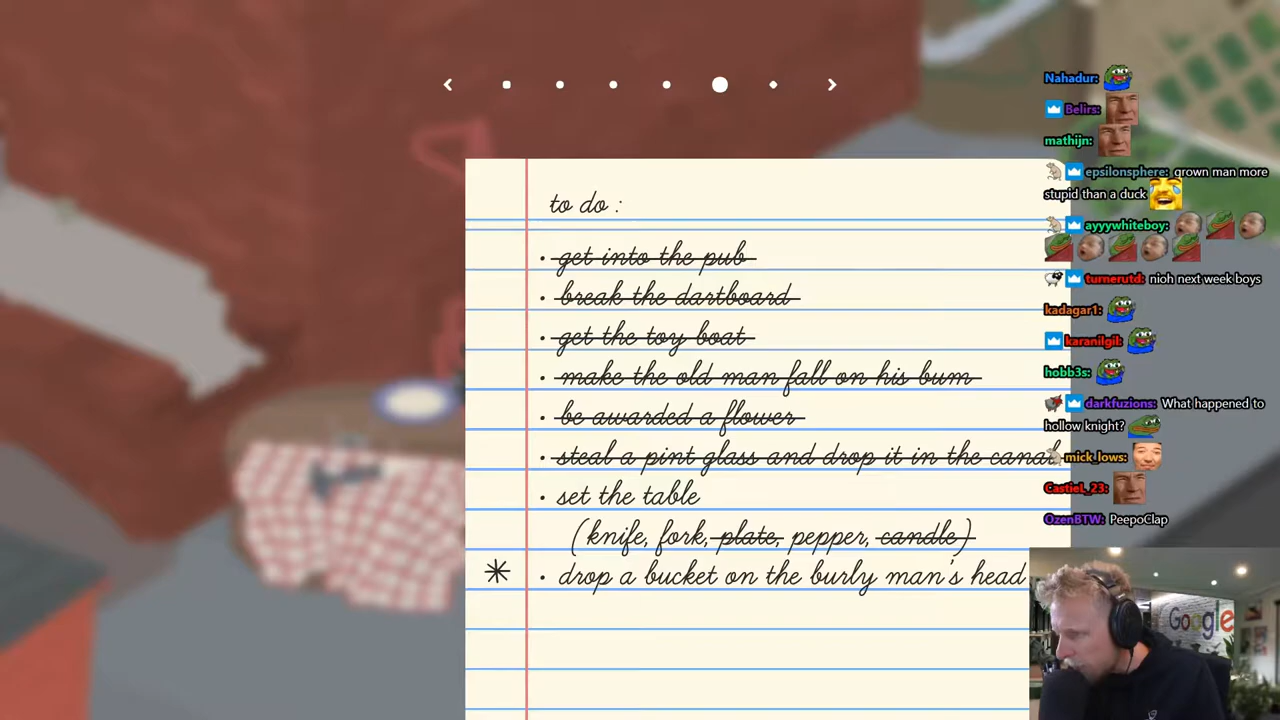 to do :
• get into the pub
• break the dartboard
• get the toy boat
• make the old man fall on his bum
• be awarded a flower
• steal a pint glass and drop it in the canal
• set the table
(knife, fork, plate, pepper, candle)
• drop a bucket on the burly man's head
Nahadur:
Belirs:
mathijn:
epsilonsphere: grown man more
stupid than a duck
ayyywhiteboy:
turnerutd: nioh next week boys
kadagar1:
karanilgil:
hobb3s:
darkfuzions: What happened to
hollow knight?
mick_lows:
CastieL_23:
OzenBTW: PeepoClap
Google